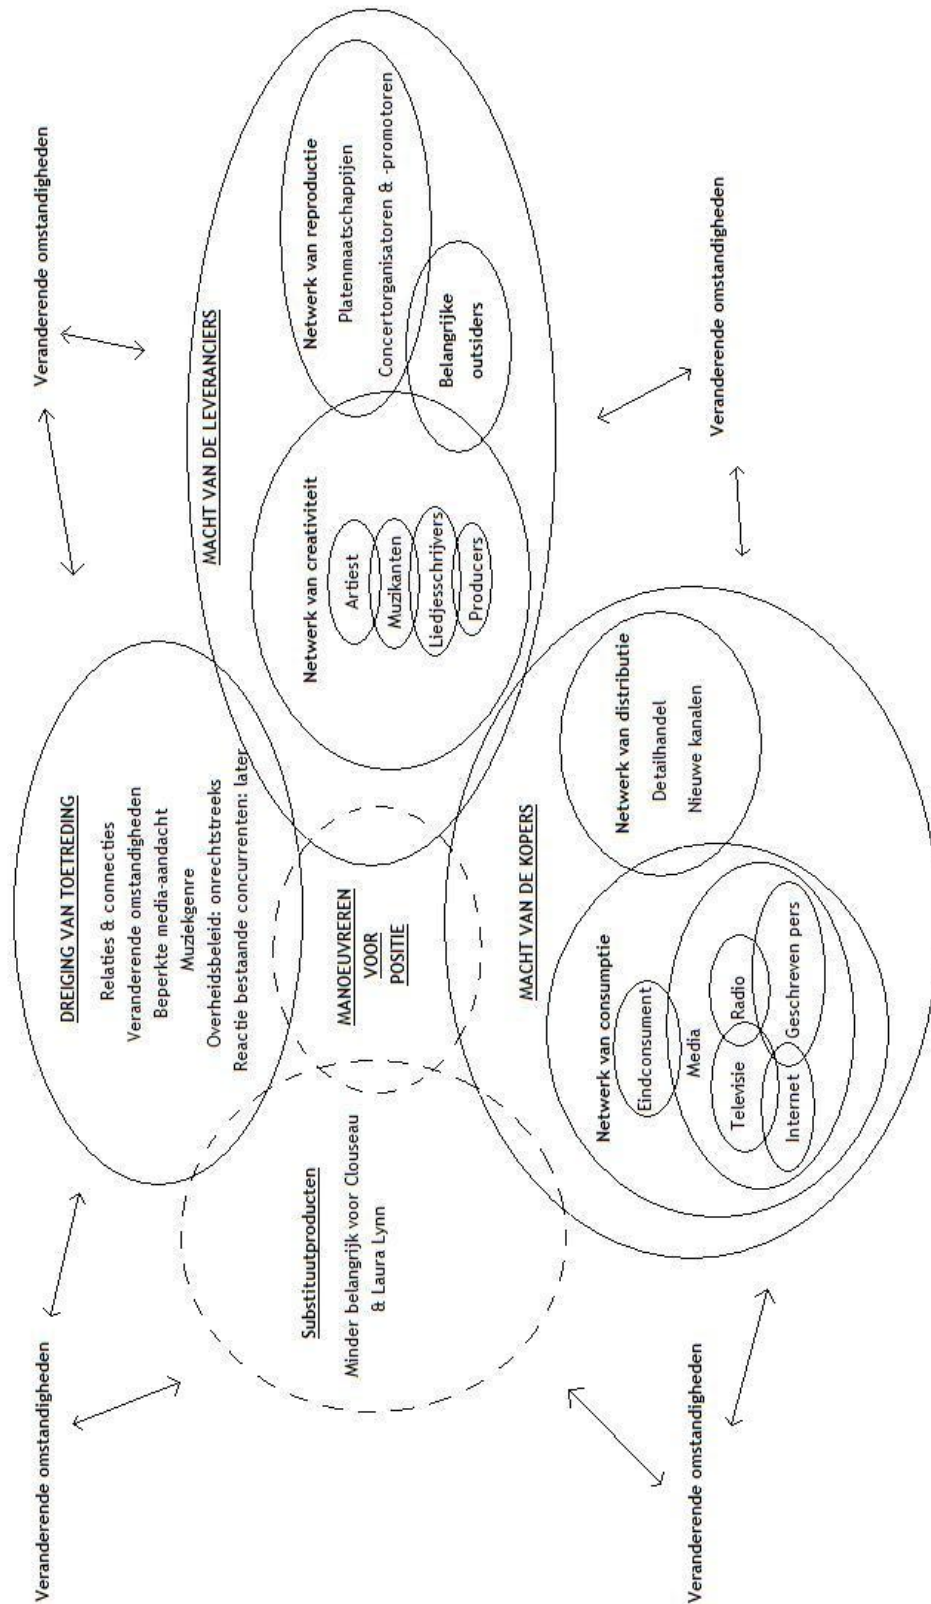 Veranderende omstandigheden
Veranderende omstandigheden
DREIGING VAN TOETREDING
Relaties & connecties
Veranderende omstandigheden
Beperkte media-aandacht
Muziekgenre
Overheidsbeleid: onrechtstreeks
Reactie bestaande concurrenten: later
Substituutproducten
Minder belangrijk voor Clouseau
& Laura Lynn
MANOEUVREREN
VOOR
POSITIE
MACHT VAN DE LEVERANCIERS
Netwerk van creativiteit
Artiest
Muzikanten
Liedjesschrijvers
Producers
Netwerk van reproductie
Platenmaatschappijen
Concertorganisatoren & -promotoren
Belangrijke
outsiders
MACHT VAN DE KOPERS
Netwerk van consumptie
Eindconsument
Media
Televisie
Radio
Internet
Geschreven pers
Netwerk van distributie
Detailhandel
Nieuwe kanalen
Veranderende omstandigheden
Veranderende omstandigheden